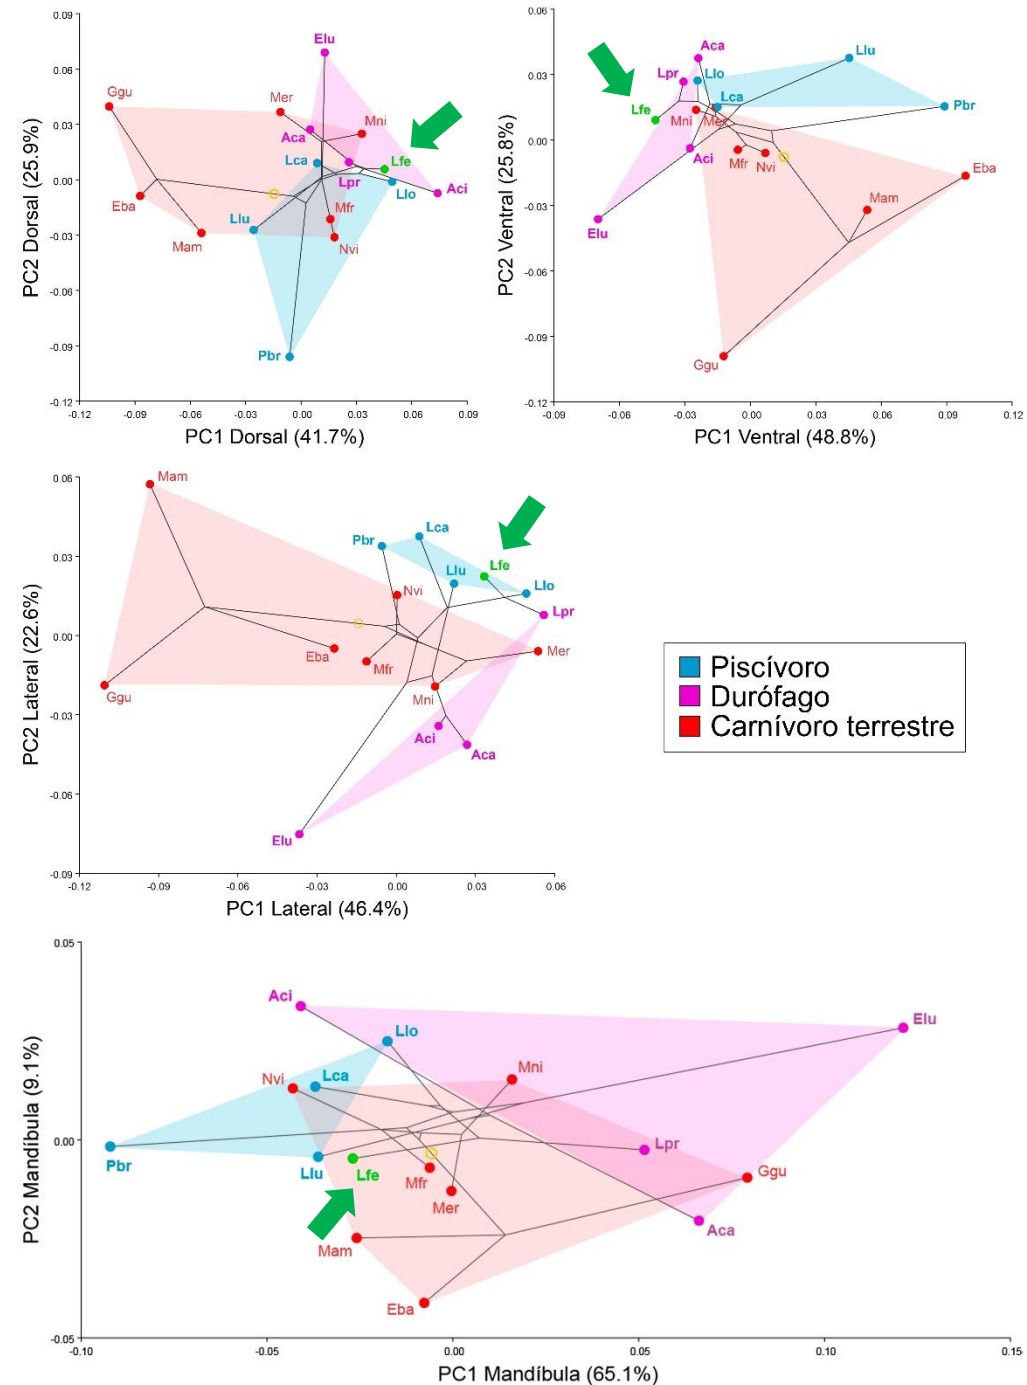 0.09
0.06
0.03
0.00
-0.03
-0.06
-0.09
-0.12
-0.12
-0.09
-0.06
-0.03
0.00
0.03
0.06
0.09
PC2 Dorsal (25.9%)
PC1 Dorsal (41.7%)
Elu
Ggu
Mer
Mni
Aca
Lca
Lfe
Lpr
Llo
Aci
Eba
Llu
Mfr
Mam
Nvi
Pbr
0.06
0.03
0.00
-0.03
-0.06
-0.09
-0.12
-0.09
-0.06
-0.03
0.00
0.03
0.06
0.09
0.12
PC2 Ventral (25.8%)
PC1 Ventral (48.8%)
Aca
Llu
Lpr
Llo
Lca
Pbr
Lfe
Mni
Mer
Aci
Mfr
Nvi
Eba
Mam
Elu
Ggu
0.06
0.03
0.00
-0.03
-0.06
-0.09
-0.12
-0.09
-0.06
-0.03
0.00
0.03
0.06
PC2 Lateral (22.6%)
PC1 Lateral (46.4%)
Mam
Lca
Pbr
Lfe
Llu
Llo
Nvi
Lpr
Eba
Mfr
Mer
Ggu
Mni
Aci
Aca
Elu
Piscívoro
Durófago
Carnívoro terrestre
0.05
0.00
-0.05
-0.10
-0.05
0.00
0.05
0.10
0.15
PC2 Mandíbula (9.1%)
PC1 Mandíbula (65.1%)
Aci
Llo
Elu
Nvi
Lca
Mni
Pbr
Llu
Lfe
Mfr
Lpr
Ggu
Mer
Aca
Mam
Eba